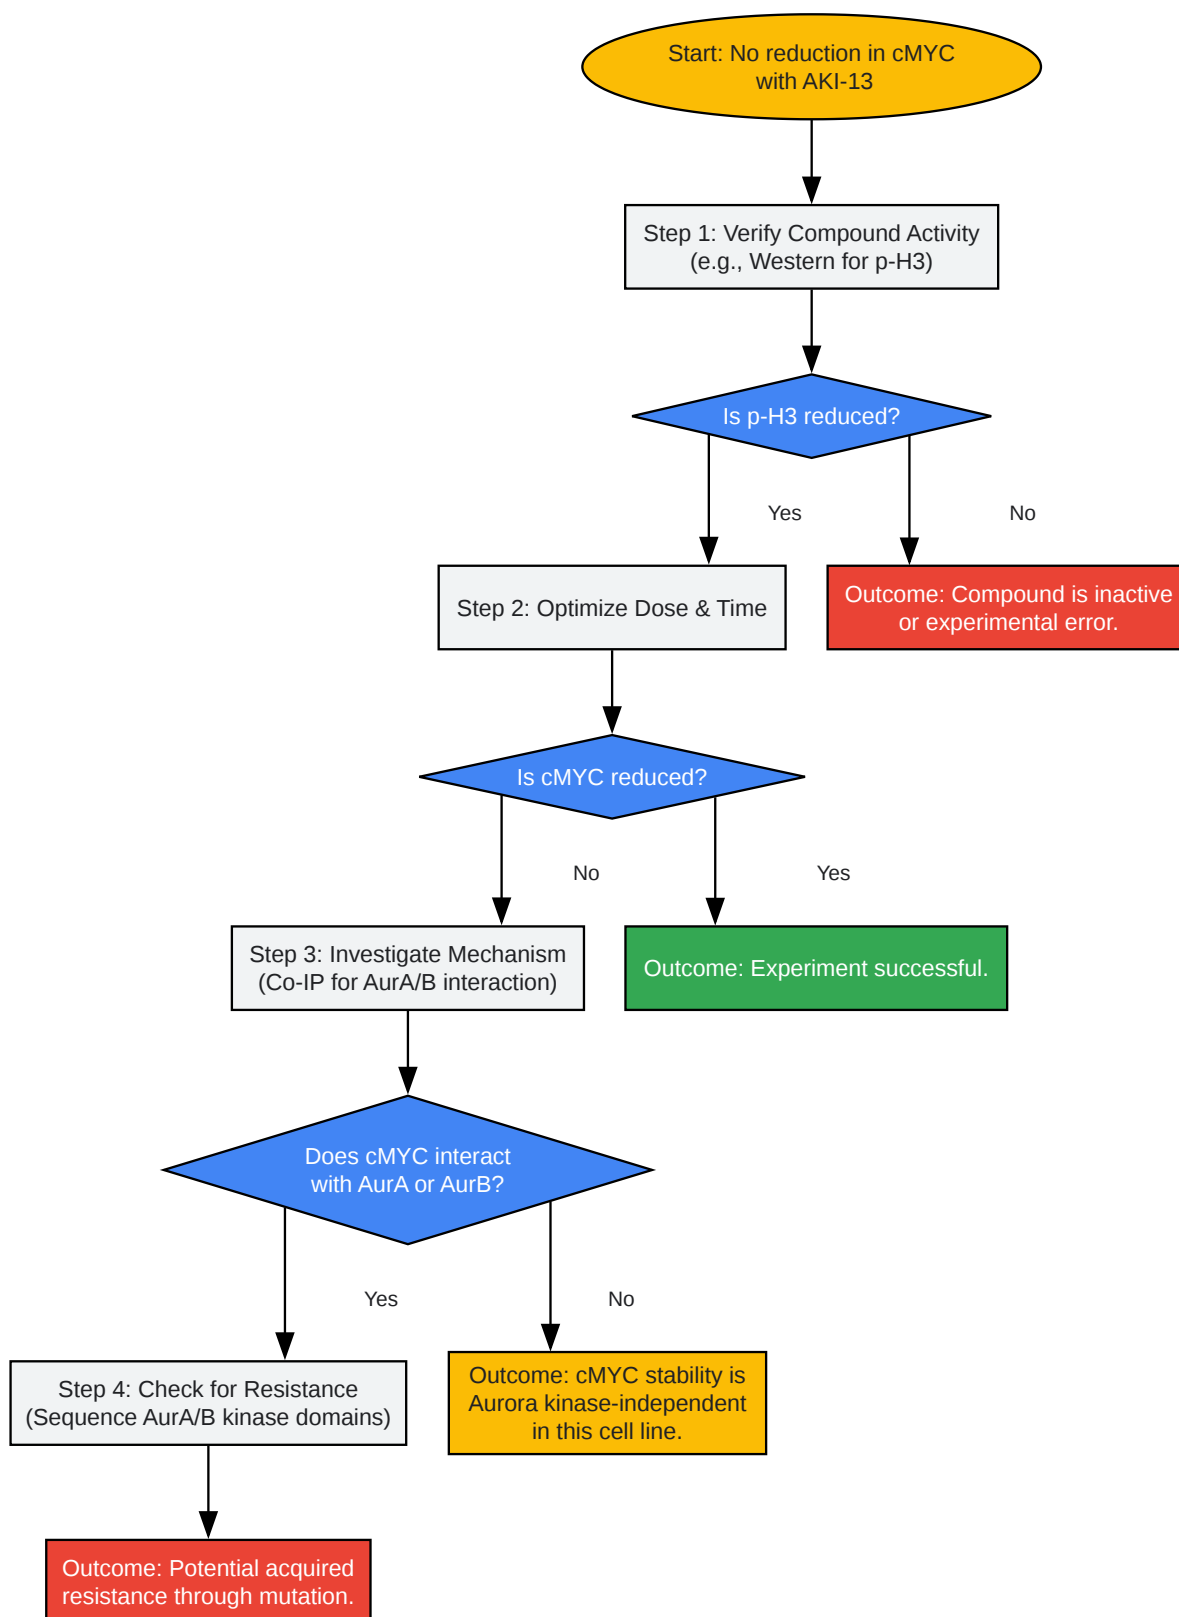 Start: No reduction in cMYC
with AKI-13
Step 1: Verify Compound Activity
(e.g., Western for p-H3)
Is p-H3 reduced?
Yes
No
Step 2: Optimize Dose & Time
Outcome: Compound is inactive
or experimental error.
Is cMYC reduced?
No
Yes
Step 3: Investigate Mechanism
(Co-IP for AurA/B interaction)
Outcome: Experiment successful.
Does cMYC interact
with AurA or AurB?
Yes
No
Step 4: Check for Resistance
(Sequence AurA/B kinase domains)
Outcome: cMYC stability is
Aurora kinase-independent
in this cell line.
Outcome: Potential acquired
resistance through mutation.